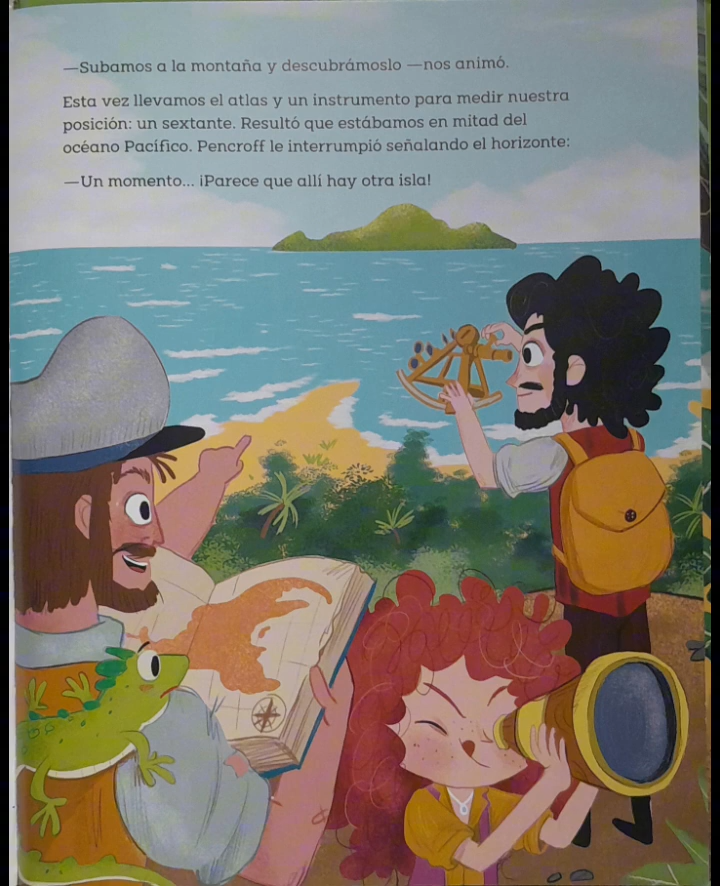 —Subamos a la montaña y descubrámoslo —nos animó.
Esta vez llevamos el atlas y un instrumento para medir nuestra
posición: un sextante. Resultó que estábamos en mitad del
océano Pacífico. Pencroff le interrumpió señalando el horizonte:
—Un momento... ¡Parece que allí hay otra isla!